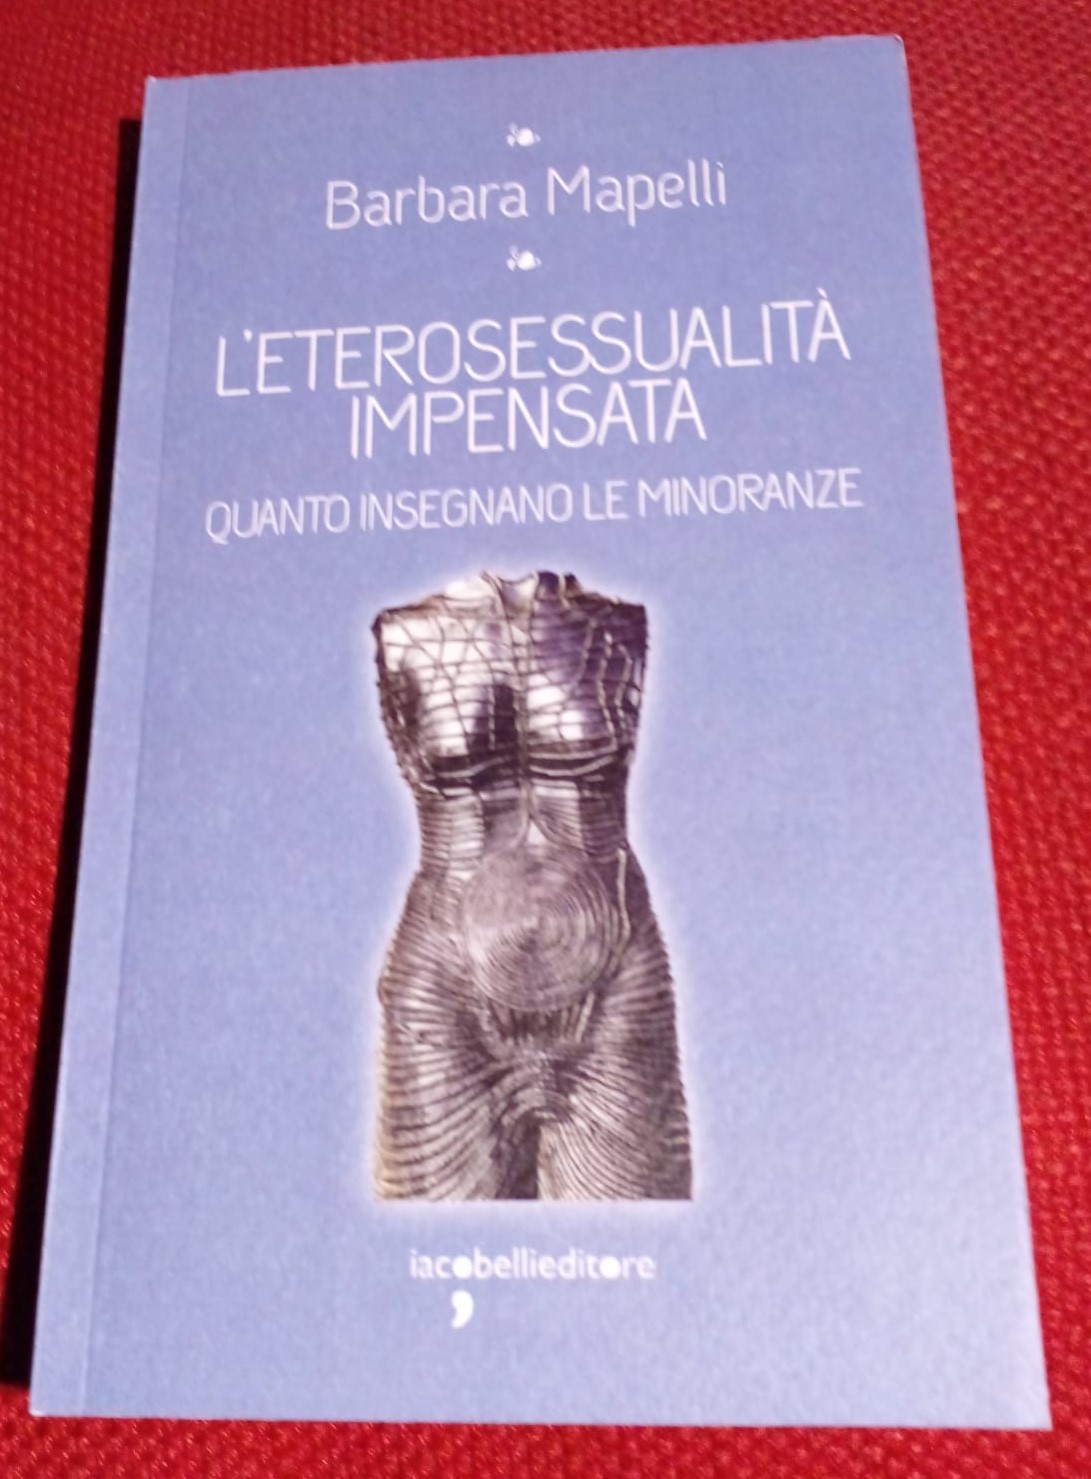 Barbara Mapelli
L'ETEROSESSUALITÀ
IMPENSATA
QUANTO INSEGNANO LE MINORANZE
iacobellieditore